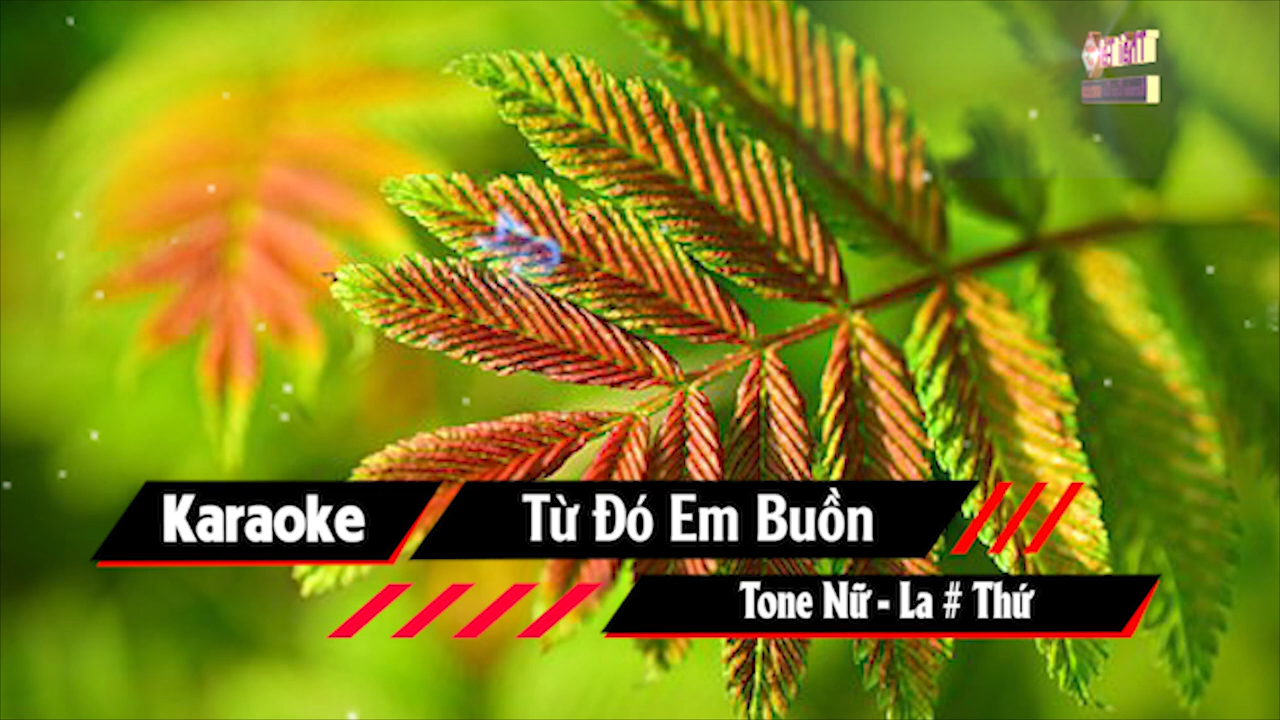 Karaoke
Từ Đó Em Buồn
Tone Nữ - La # Thứ